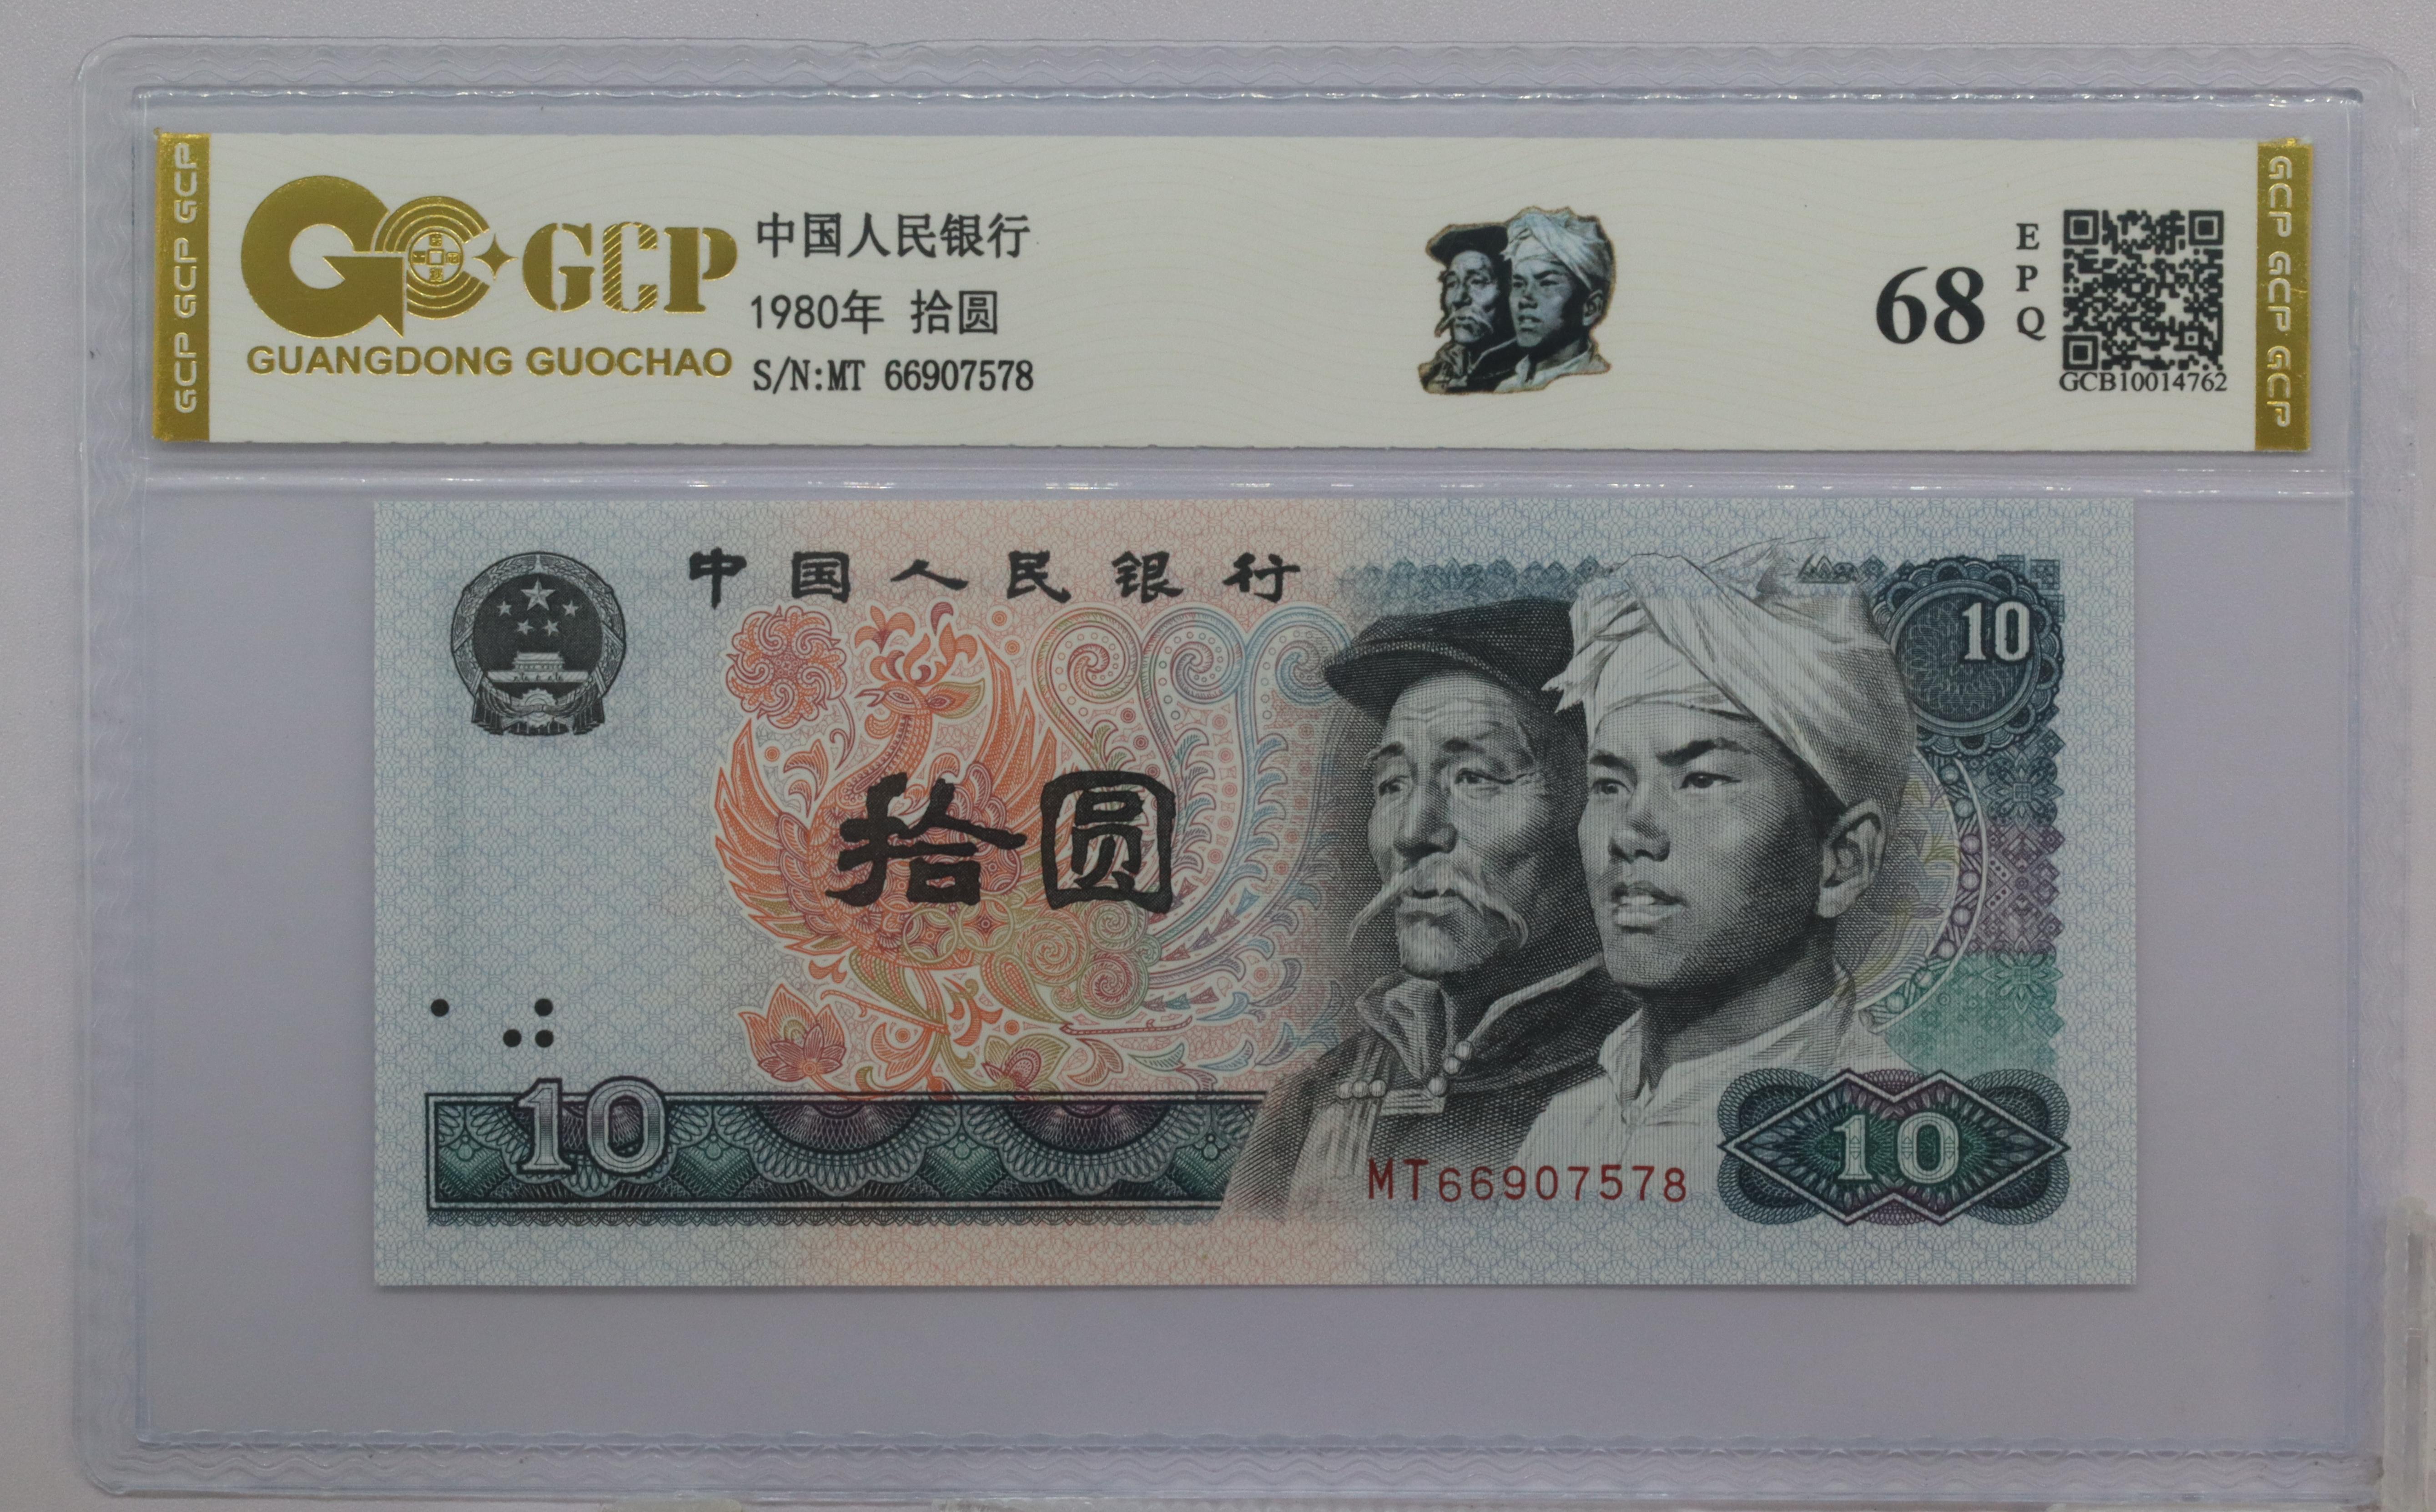 GCP GCP GCP
GCP
GUANGDONG GUOCHAO
中国人民银行
1980年 拾圆
S/N:MT 66907578
68
EPQ
GCB10014762
GCP GCP GCP
中国人民银行
10
拾圆
10
MT66907578
10